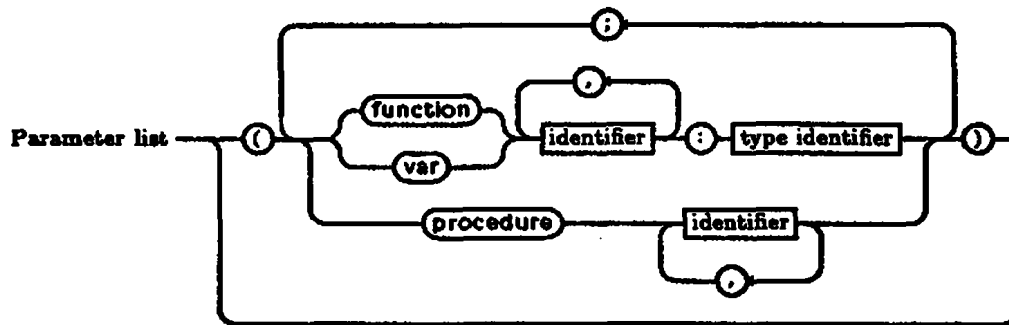 ;
function ,
Parameter list ( identifier : type identifier )
var
procedure identifier
,